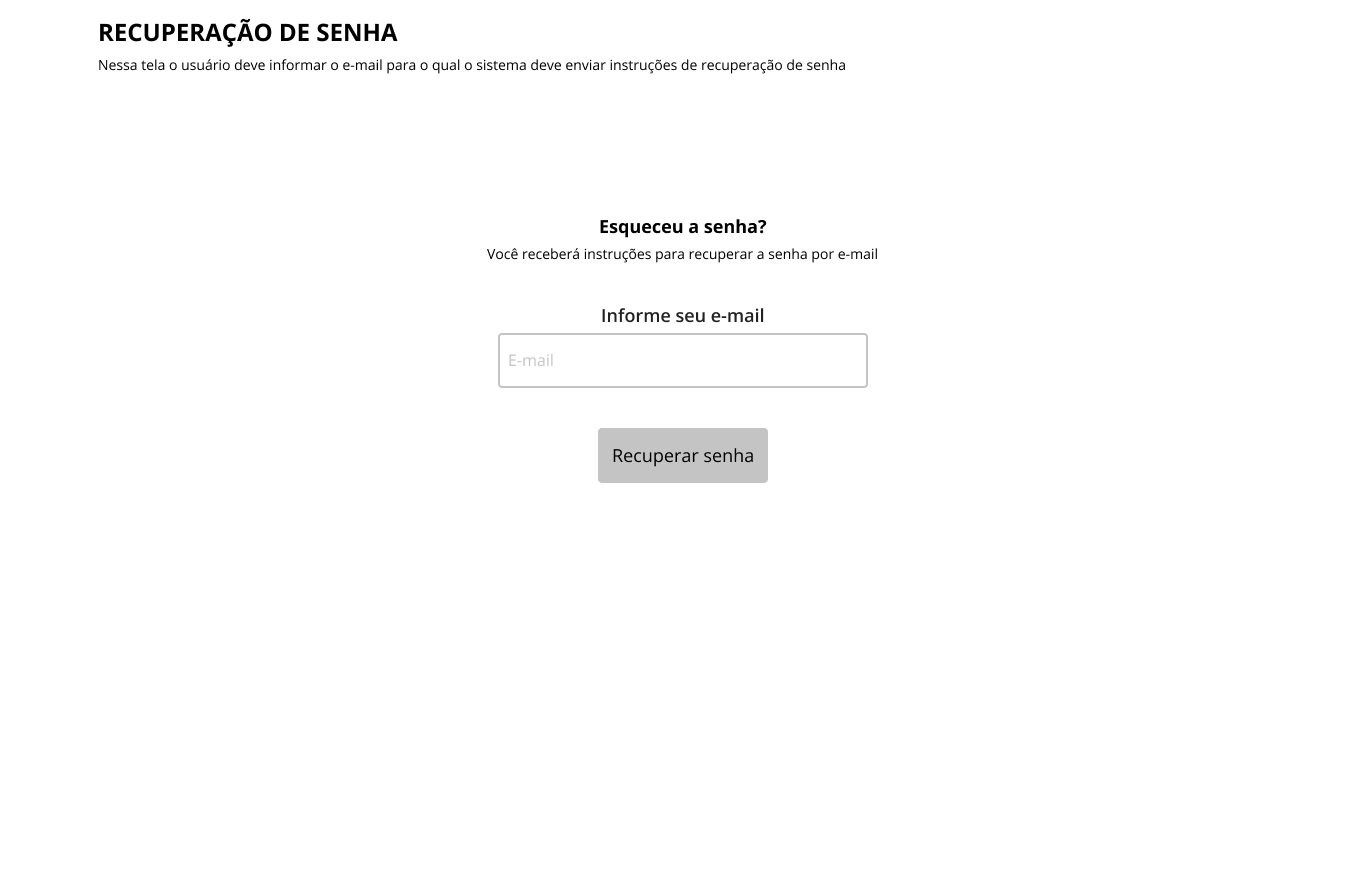 RECUPERAÇÃO DE SENHA
Nessa tela o usuário deve informar o e-mail para o qual o sistema deve enviar instruções de recuperação de senha
Esqueceu a senha?
Você receberá instruções para recuperar a senha por e-mail
Informe seu e-mail
E-mail
Recuperar senha